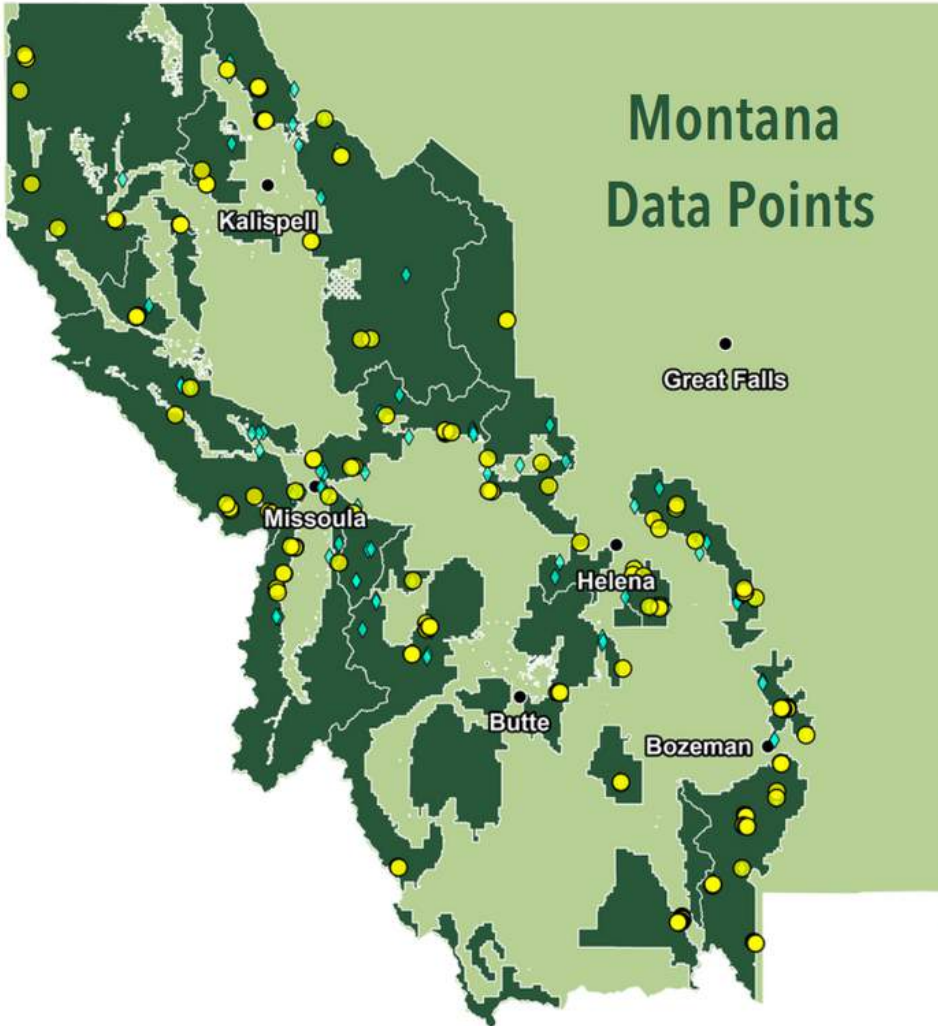 Montana
Data Points
Kalispell
Great Falls
Missoula
Helena
Butte
Bozeman